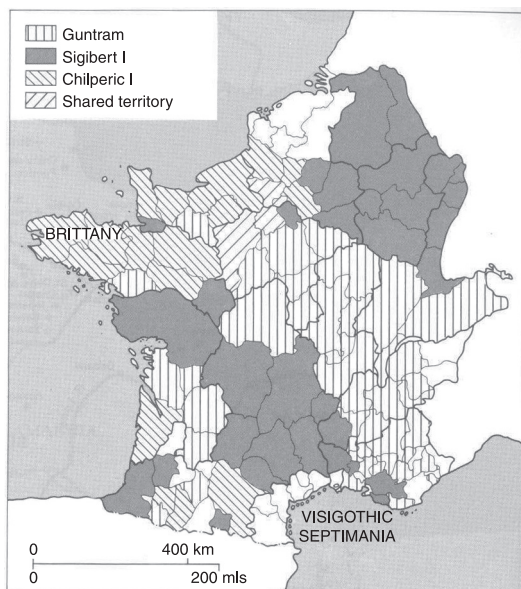 Guntram
Sigibert I
Chilperic I
Shared territory
BRITTANY
VISIGOTHIC
SEPTIMANIA
0 400 km
0 200 mls